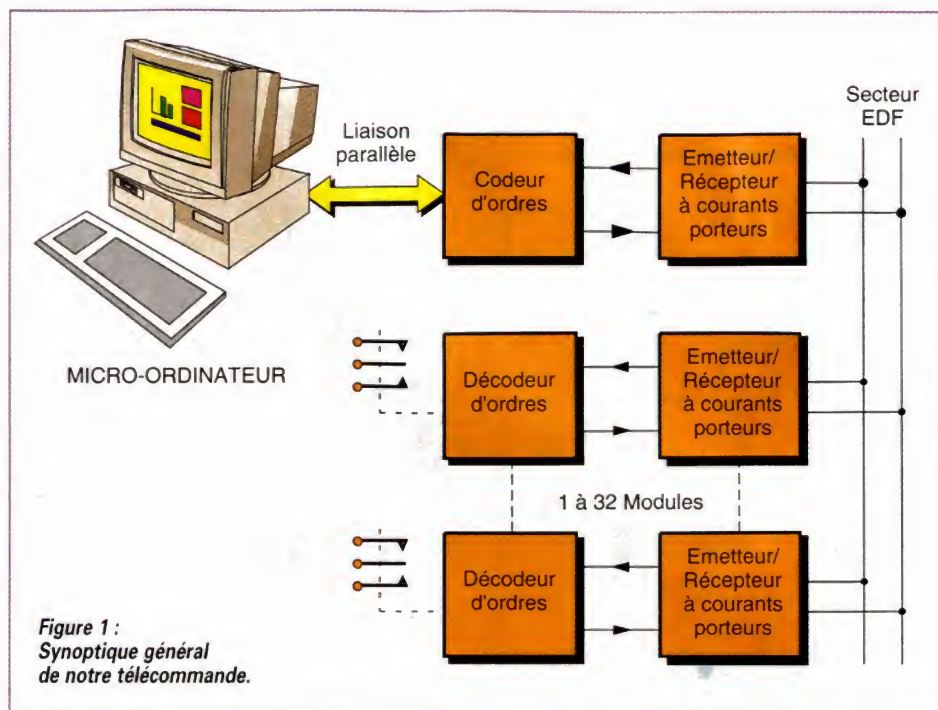 Secteur
EDF
Liaison
parallèle
Codeur
d'ordres
Emetteur/
Récepteur
à courants
porteurs
MICRO-ORDINATEUR
Décodeur
d'ordres
Emetteur/
Récepteur
à courants
porteurs
1 à 32 Modules
Décodeur
d'ordres
Emetteur/
Récepteur
à courants
porteurs
Figure 1 :
Synoptique général
de notre télécommande.